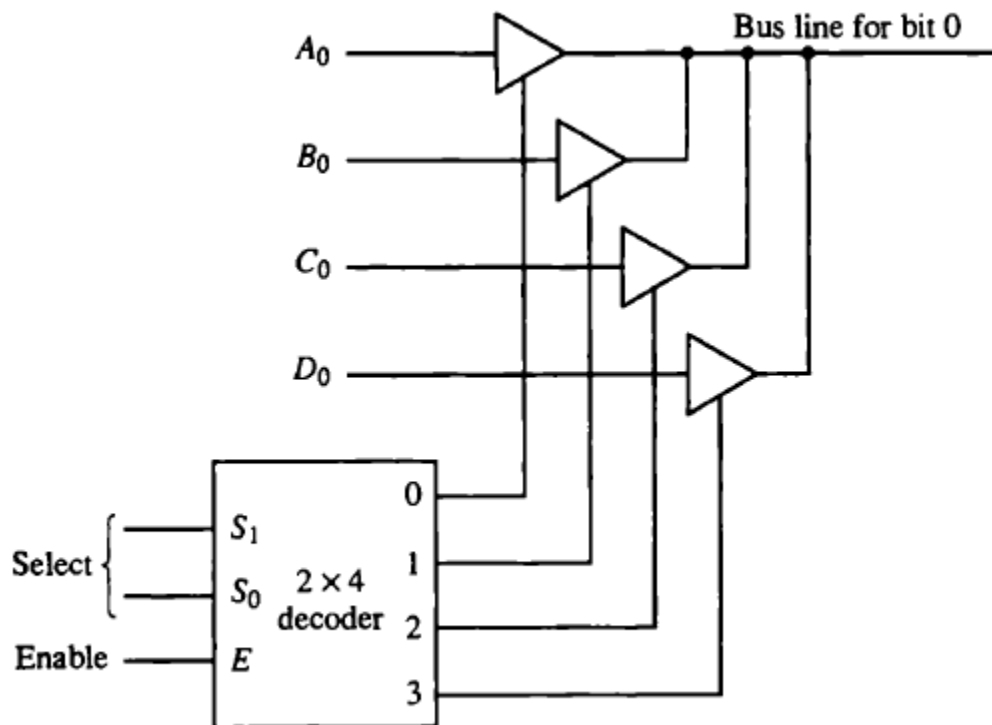 Bus line for bit 0
A₀
B₀
C₀
D₀
Select
S₁
S₀
Enable
E
2 × 4
decoder
0
1
2
3